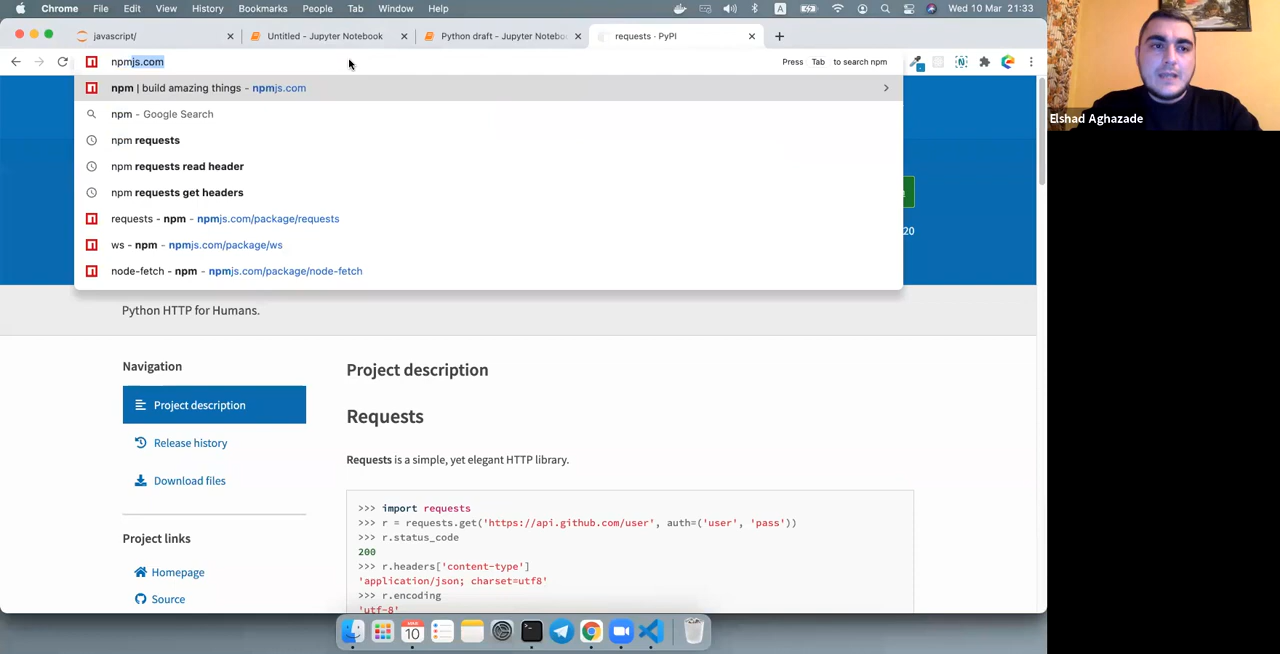 Chrome File Edit View History Bookmarks People Tab Window Help
A
Wed 10 Mar 21:33
javascript/
Untitled - Jupyter Notebook
Python draft - Jupyter Notebo
requests · PyPI
npmjs.com
Press Tab to search npm
npm | build amazing things - npmjs.com
npm - Google Search
npm requests
npm requests read header
npm requests get headers
requests - npm - npmjs.com/package/requests
ws - npm - npmjs.com/package/ws
node-fetch - npm - npmjs.com/package/node-fetch
20
Python HTTP for Humans.
Navigation
Project description
Release history
Download files
Project links
Homepage
Source
Project description
Requests
Requests is a simple, yet elegant HTTP library.
>>> import requests
>>> r = requests.get('https://api.github.com/user', auth=('user', 'pass'))
>>> r.status_code
200
>>> r.headers['content-type']
'application/json; charset=utf8'
>>> r.encoding
'utf-8'
10
Elshad Aghazade